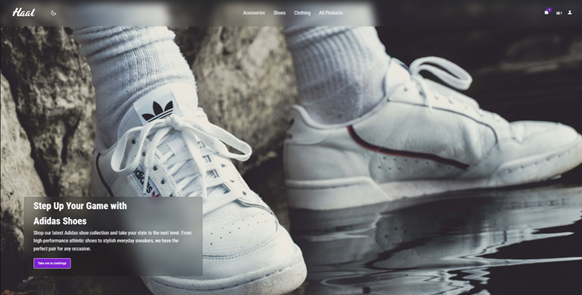 Haal
Accessories Shoes Clothing All Products
Step Up Your Game with
Adidas Shoes
Shop our latest Adidas shoe collection and take your style to the next level. From
high-performance athletic shoes to stylish everyday sneakers, we have the
perfect pair for any occasion.
Take me to clothings